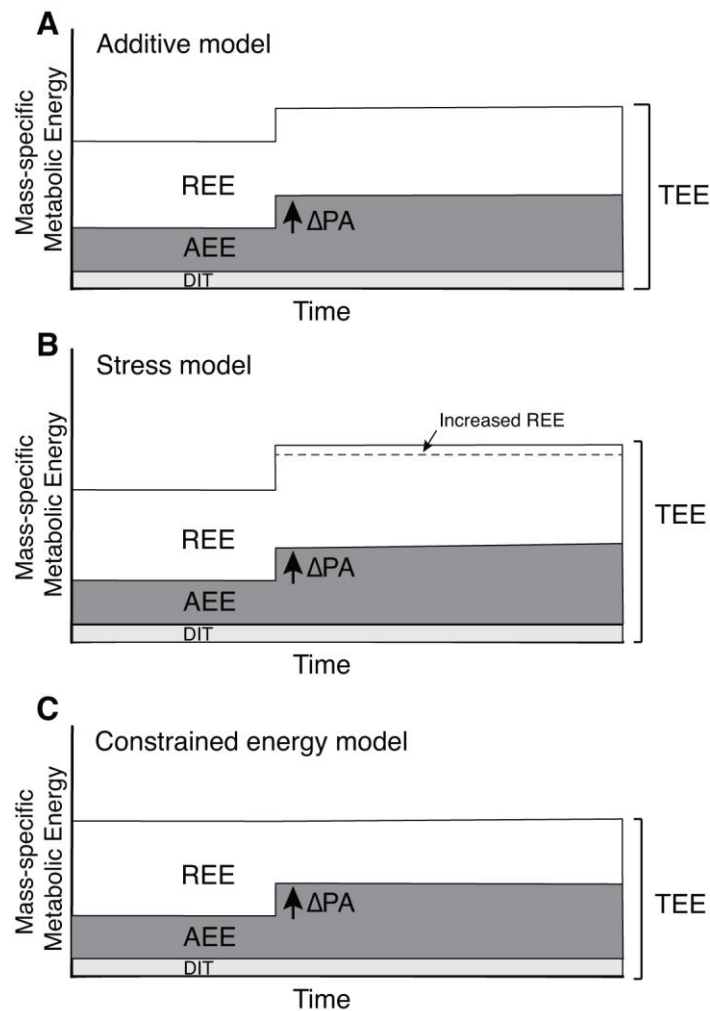 A
Additive model
Mass-specific
Metabolic Energy
REE
ΔPA
AEE
DIT
TEE
Time
B
Stress model
Increased REE
Mass-specific
Metabolic Energy
REE
ΔPA
AEE
DIT
TEE
Time
C
Constrained energy model
Mass-specific
Metabolic Energy
REE
ΔPA
AEE
DIT
TEE
Time